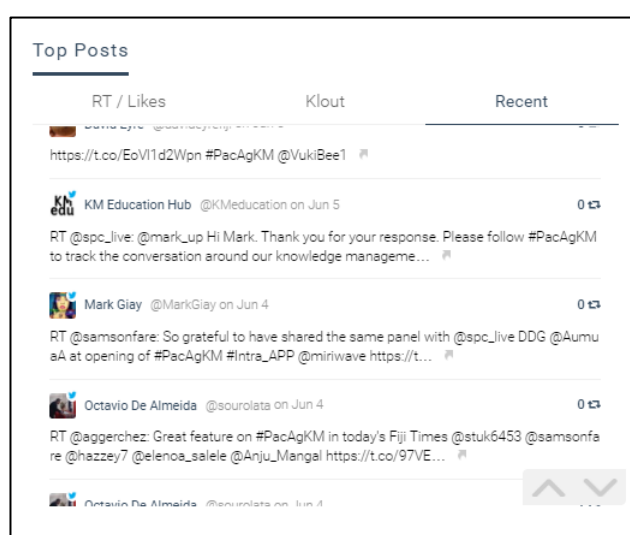 Top Posts
RT / Likes Klout Recent
https://t.co/EoVl1d2Wpn #PacAgKM @VukiBee1
KM edu KM Education Hub @KMeducation on Jun 5 0
RT @spc_live: @mark_up Hi Mark. Thank you for your response. Please follow #PacAgKM
to track the conversation around our knowledge manageme...
Mark Giay @MarkGiay on Jun 4 0
RT @samsonfare: So grateful to have shared the same panel with @spc_live DDG @Aumu
aA at opening of #PacAgKM #Intra_APP @miriwave https://t...
Octavio De Almeida @sourolata on Jun 4 0
RT @aggerchez: Great feature on #PacAgKM in today's Fiji Times @stuk6453 @samsonfa
re @hazzey7 @elenoa_salele @Anju_Mangal https://t.co/97VE...
Octavio De Almeida @sourolata on Jun 4